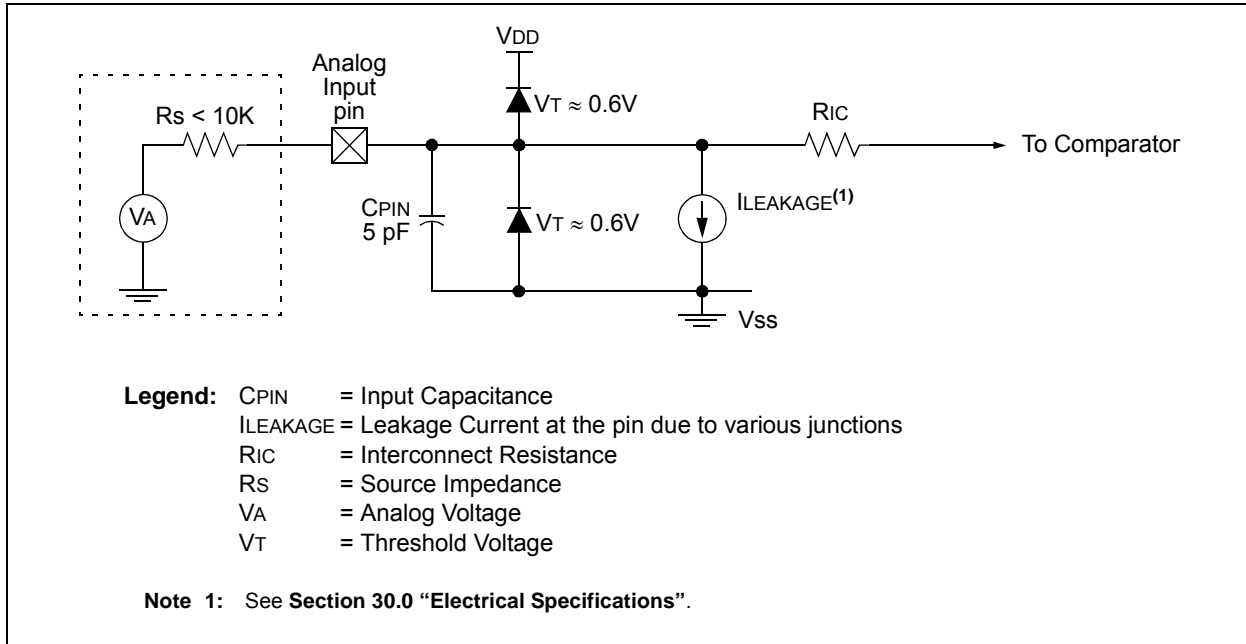 VDD
Analog
Input
pin
Rs < 10K
VT ≈ 0.6V
RIC
To Comparator
VA
CPIN
5 pF
VT ≈ 0.6V
ILEAKAGE(1)
Vss
Legend: CPIN = Input Capacitance
ILEAKAGE = Leakage Current at the pin due to various junctions
RIC = Interconnect Resistance
RS = Source Impedance
VA = Analog Voltage
VT = Threshold Voltage
Note 1: See Section 30.0 “Electrical Specifications”.